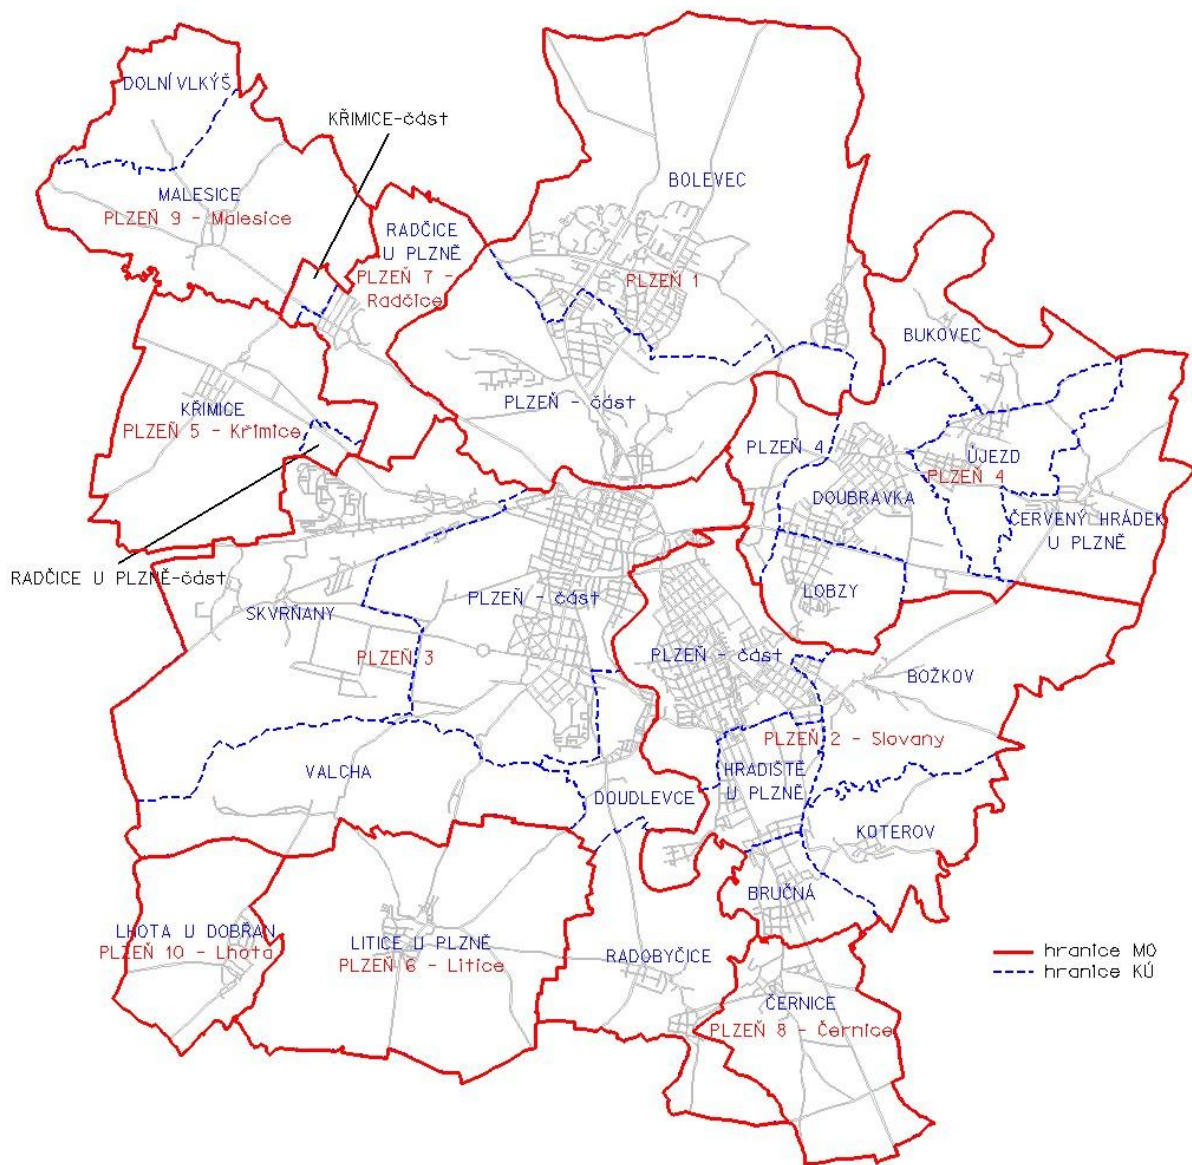 DOLNÍ VLKÝŠ
KŘIMICE-část
MALESICE
PLZEŇ 9 - Malesice
RADČICE
U PLZNĚ
PLZEŇ 7 -
Radčice
BOLEVEC
PLZEŇ 1
BUKOVEC
KŘIMICE
PLZEŇ 5 - Křimice
PLZEŇ - část
PLZEŇ 4
ÚJEZD
PLZEŇ 4
DOUBRAVKA
ČERVENÝ HRÁDEK
U PLZNĚ
RADČICE U PLZNĚ-část
SKVRŇANY
PLZEŇ - část
LOBZY
PLZEŇ 3
PLZEŇ - část
BOŽKOV
PLZEŇ 2 - Slovany
VALCHA
HRADIŠTĚ
U PLZNĚ
DOUDLEVCE
KOTEROV
BRUČNÁ
LHOTA U DOBŘAN
PLZEŇ 10 - Lhota
LITICE U PLZNĚ
PLZEŇ 6 - Litice
RADOBYČICE
ČERNICE
PLZEŇ 8 - Černice
hranice MO
hranice KÚ